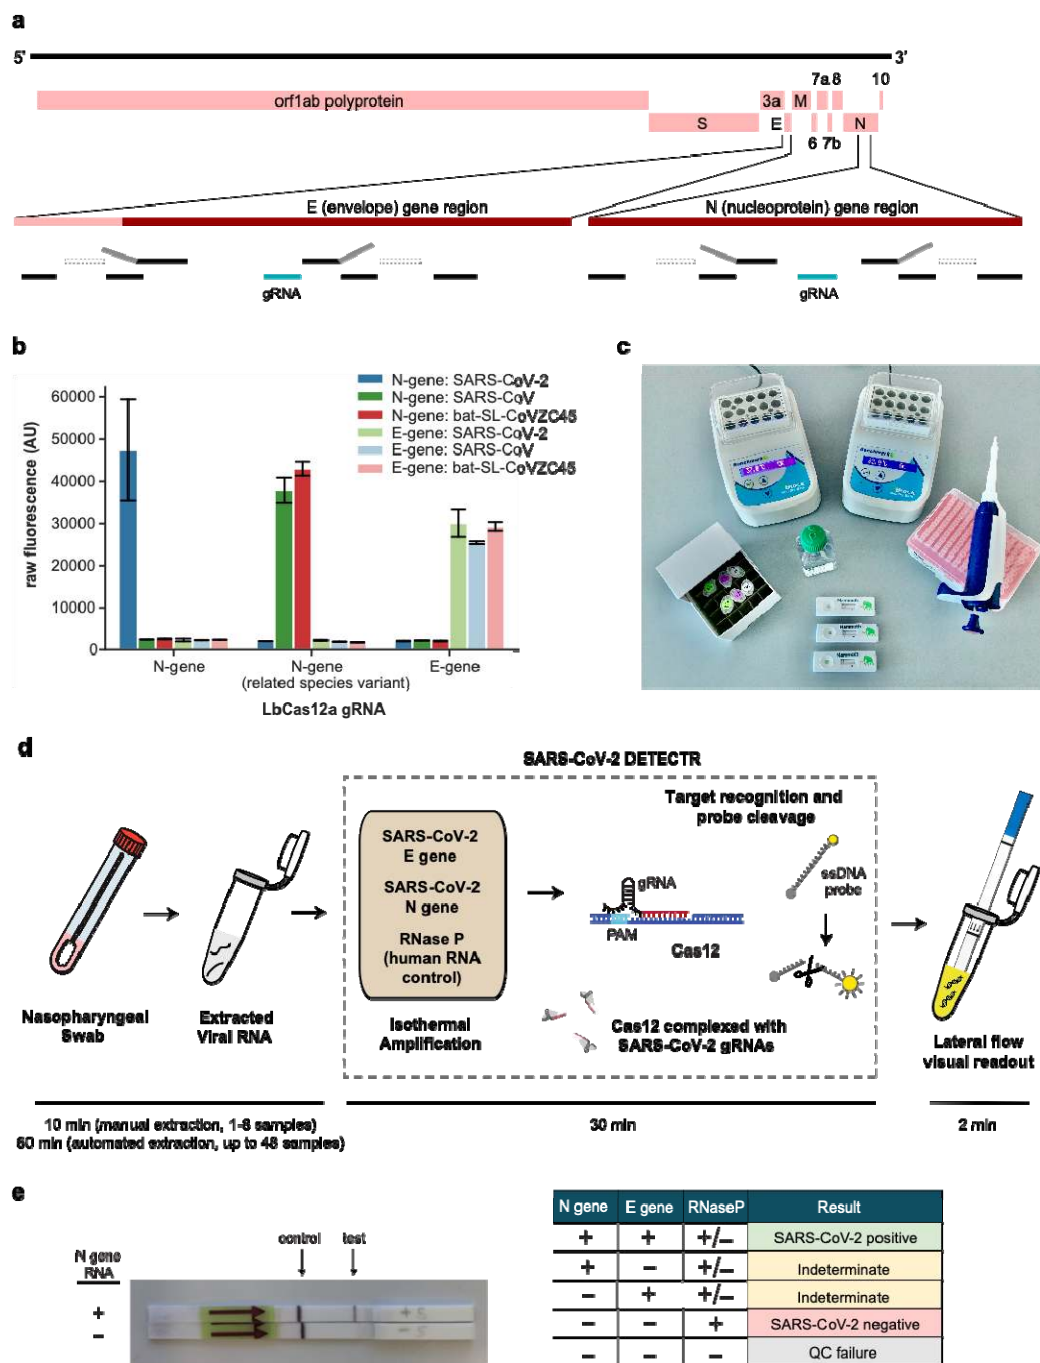 a
5'
3'
7a 8
10
orf1ab polyprotein
3a
M
S
E
N
6
7b
E (envelope) gene region
N (nucleoprotein) gene region
gRNA
gRNA
b
raw fluorescence (AU)
60000
50000
40000
30000
20000
10000
0
N-gene: SARS-CoV-2
N-gene: SARS-CoV
N-gene: bat-SL-CoVZC45
E-gene: SARS-CoV-2
E-gene: SARS-CoV
E-gene: bat-SL-CoVZC45
N-gene
N-gene
(related species variant)
E-gene
LbCas12a gRNA
c
d
SARS-CoV-2 DETECTR
SARS-CoV-2
E gene
SARS-CoV-2
N gene
RNase P
(human RNA
control)
Target recognition and
probe cleavage
gRNA
PAM
Cas12
ssDNA
probe
Nasopharyngeal
Swab
Extracted
Viral RNA
Isothermal
Amplification
Cas12 complexed with
SARS-CoV-2 gRNAs
Lateral flow
visual readout
10 min (manual extraction, 1-8 samples)
60 min (automated extraction, up to 48 samples)
30 min
2 min
e
N gene
RNA
+
−
control
test
N gene E gene RNaseP Result
+ + +/− SARS-CoV-2 positive
+ − +/− Indeterminate
− + +/− Indeterminate
− − + SARS-CoV-2 negative
− − − QC failure